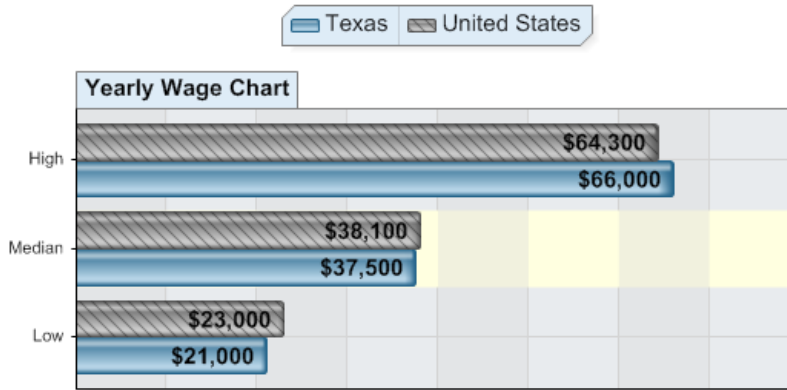 Texas United States
Yearly Wage Chart
High
$64,300
$66,000
Median
$38,100
$37,500
Low
$23,000
$21,000